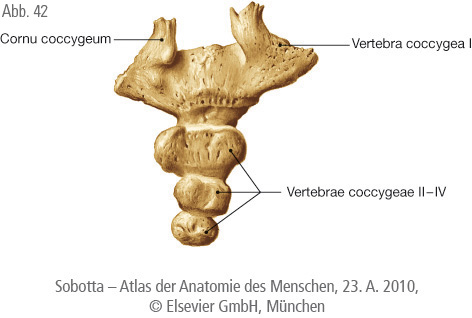 Abb. 42
Cornu coccygeum
Vertebra coccygea I
Vertebrae coccygeae II–IV
Sobotta – Atlas der Anatomie des Menschen, 23. A. 2010,
© Elsevier GmbH, München